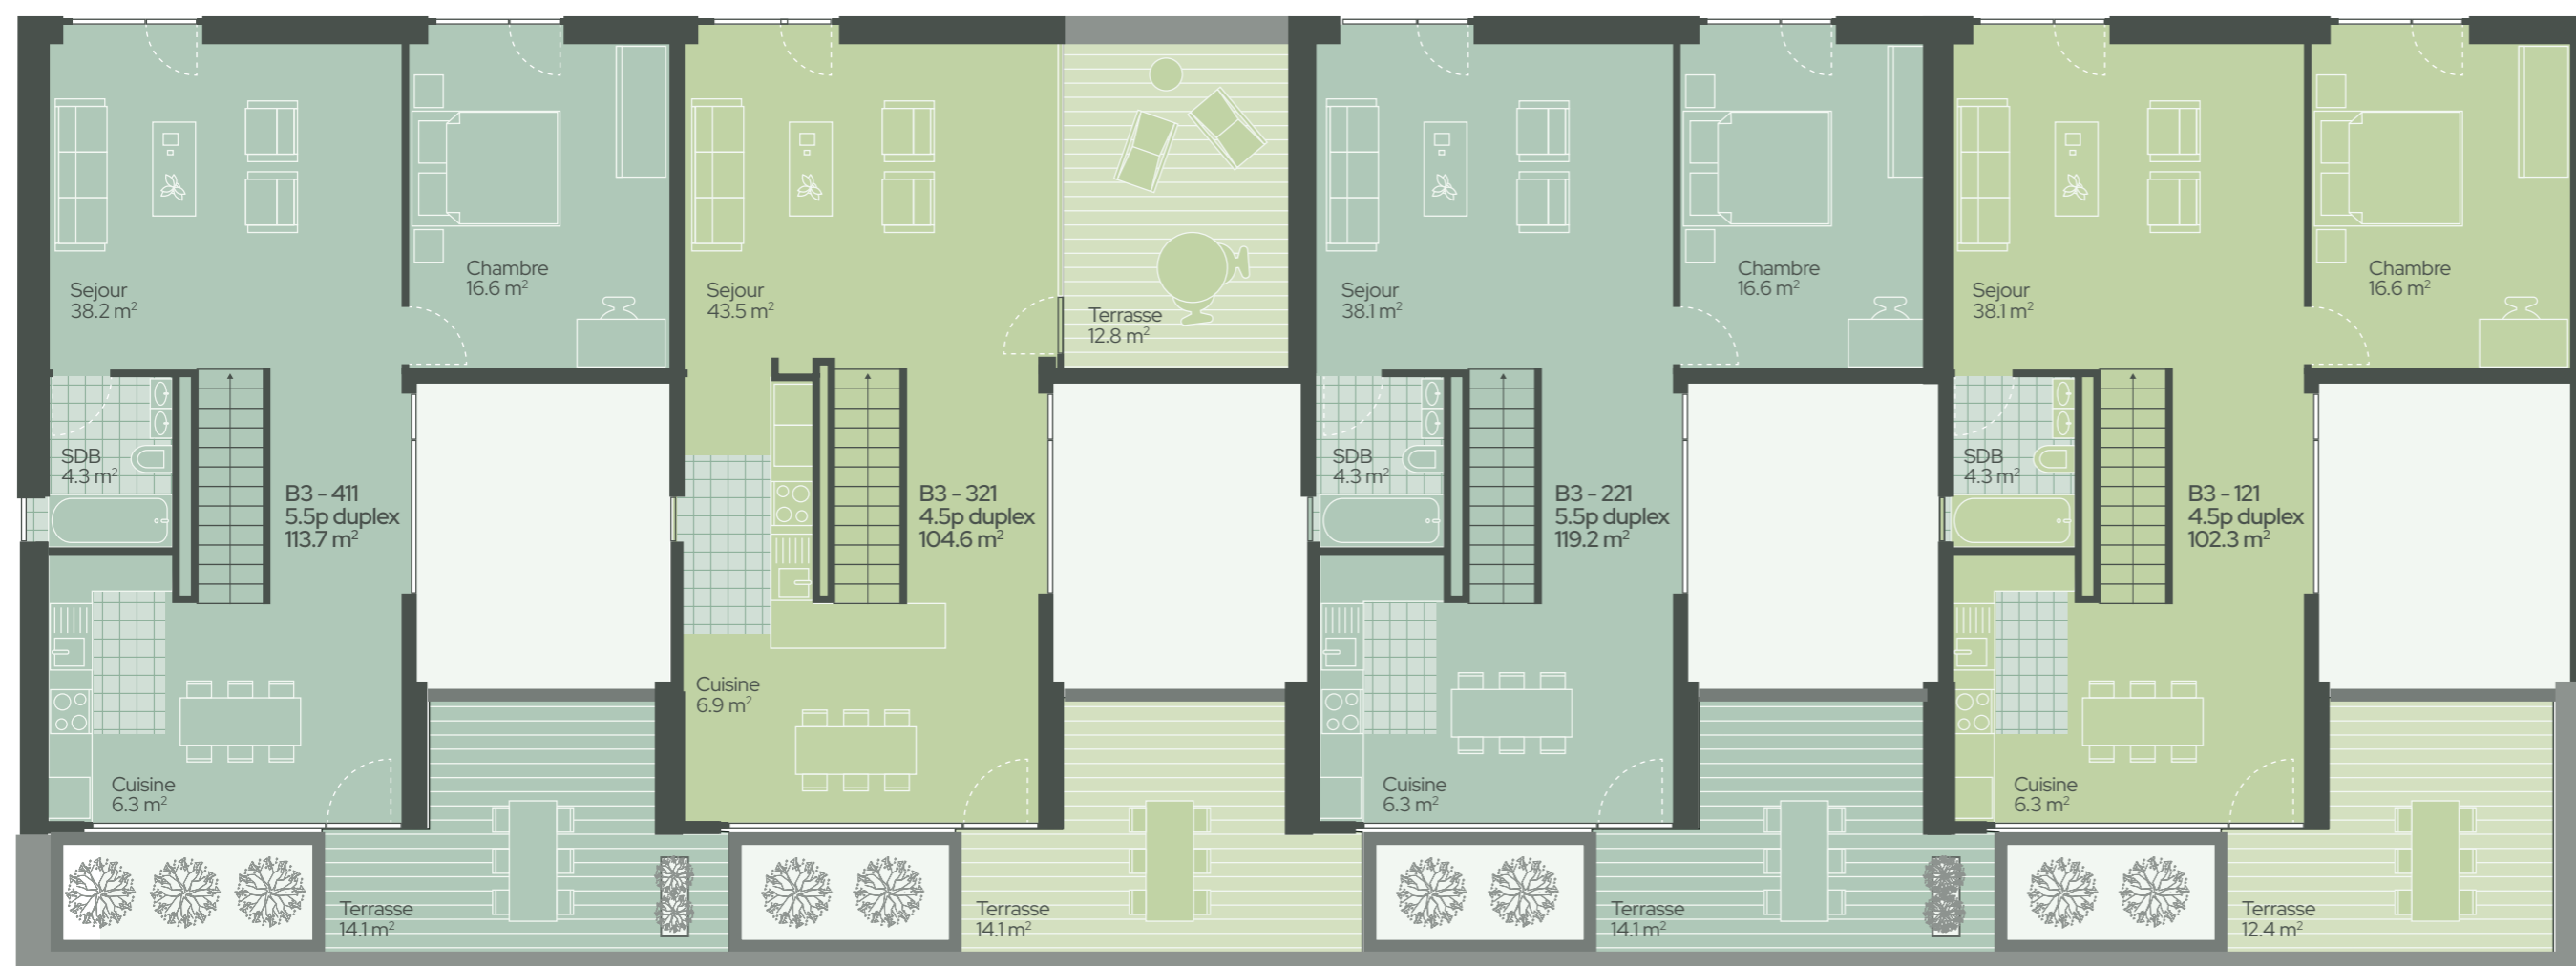 Sejour
38.2 m²
Chambre
16.6 m²
SDB
4.3 m²
B3 - 411
5.5p duplex
113.7 m²
Cuisine
6.3 m²
Terrasse
14.1 m²
Sejour
43.5 m²
Terrasse
12.8 m²
B3 - 321
4.5p duplex
104.6 m²
Cuisine
6.9 m²
Terrasse
14.1 m²
Sejour
38.1 m²
Chambre
16.6 m²
SDB
4.3 m²
B3 - 221
5.5p duplex
119.2 m²
Cuisine
6.3 m²
Terrasse
14.1 m²
Sejour
38.1 m²
Chambre
16.6 m²
SDB
4.3 m²
B3 - 121
4.5p duplex
102.3 m²
Cuisine
6.3 m²
Terrasse
12.4 m²